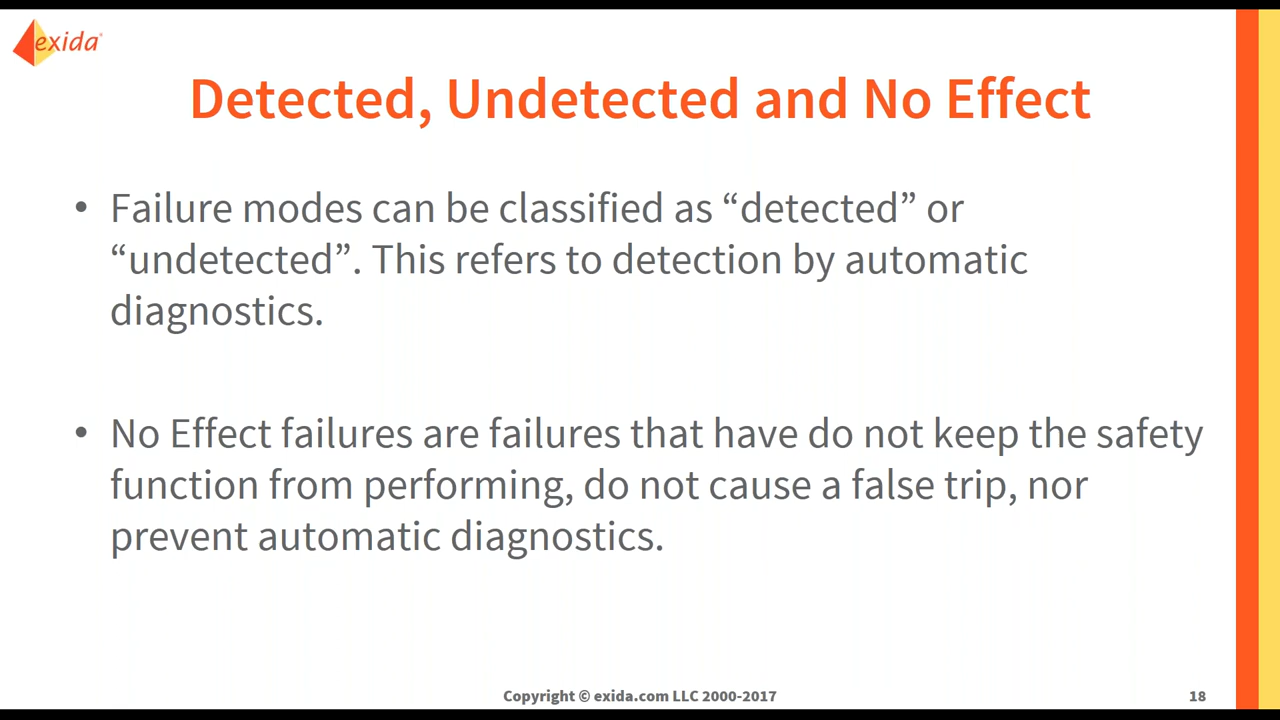 exida
Detected, Undetected and No Effect
• Failure modes can be classified as “detected” or
“undetected”. This refers to detection by automatic
diagnostics.
• No Effect failures are failures that have do not keep the safety
function from performing, do not cause a false trip, nor
prevent automatic diagnostics.
Copyright © exida.com LLC 2000-2017
18